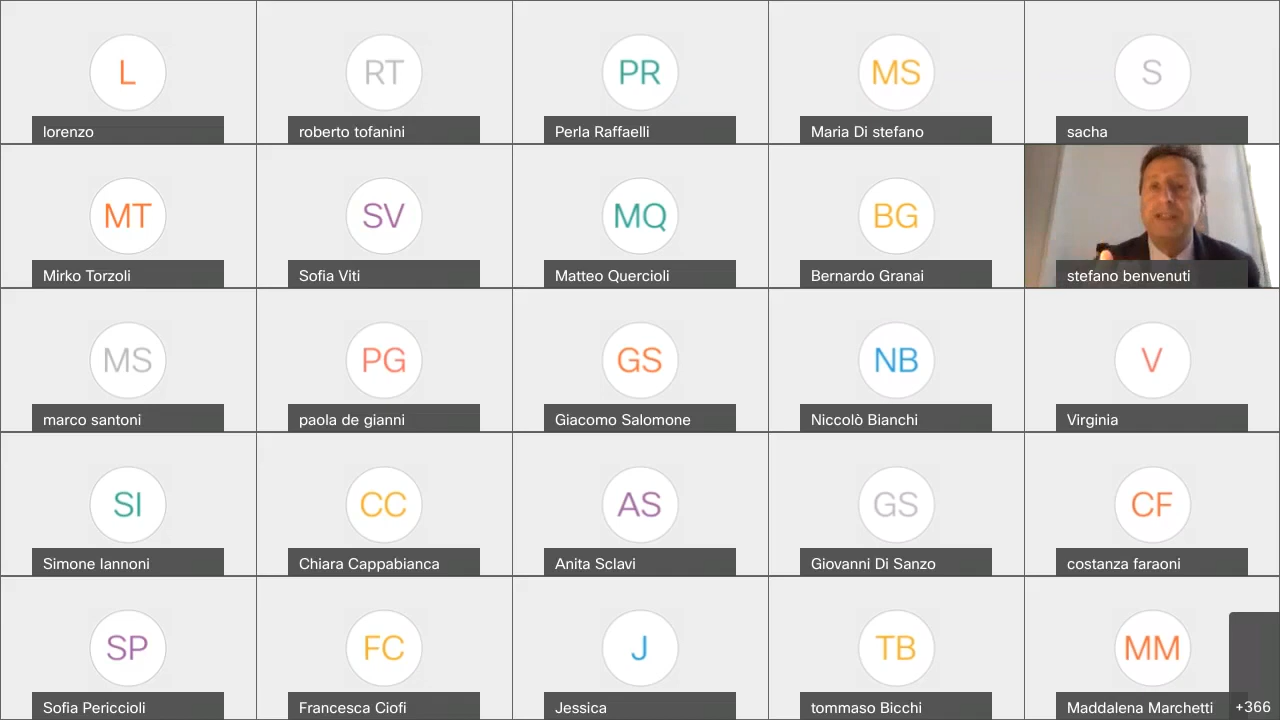 L
RT
PR
MS
S
lorenzo
roberto tofanini
Perla Raffaelli
Maria Di stefano
sacha
MT
SV
MQ
BG
Mirko Torzoli
Sofia Viti
Matteo Quercioli
Bernardo Granai
stefano benvenuti
MS
PG
GS
NB
V
marco santoni
paola de gianni
Giacomo Salomone
Niccolò Bianchi
Virginia
SI
CC
AS
GS
CF
Simone Iannoni
Chiara Cappabianca
Anita Sclavi
Giovanni Di Sanzo
costanza faraoni
SP
FC
J
TB
MM
Sofia Periccioli
Francesca Ciofi
Jessica
tommaso Bicchi
Maddalena Marchetti
+366